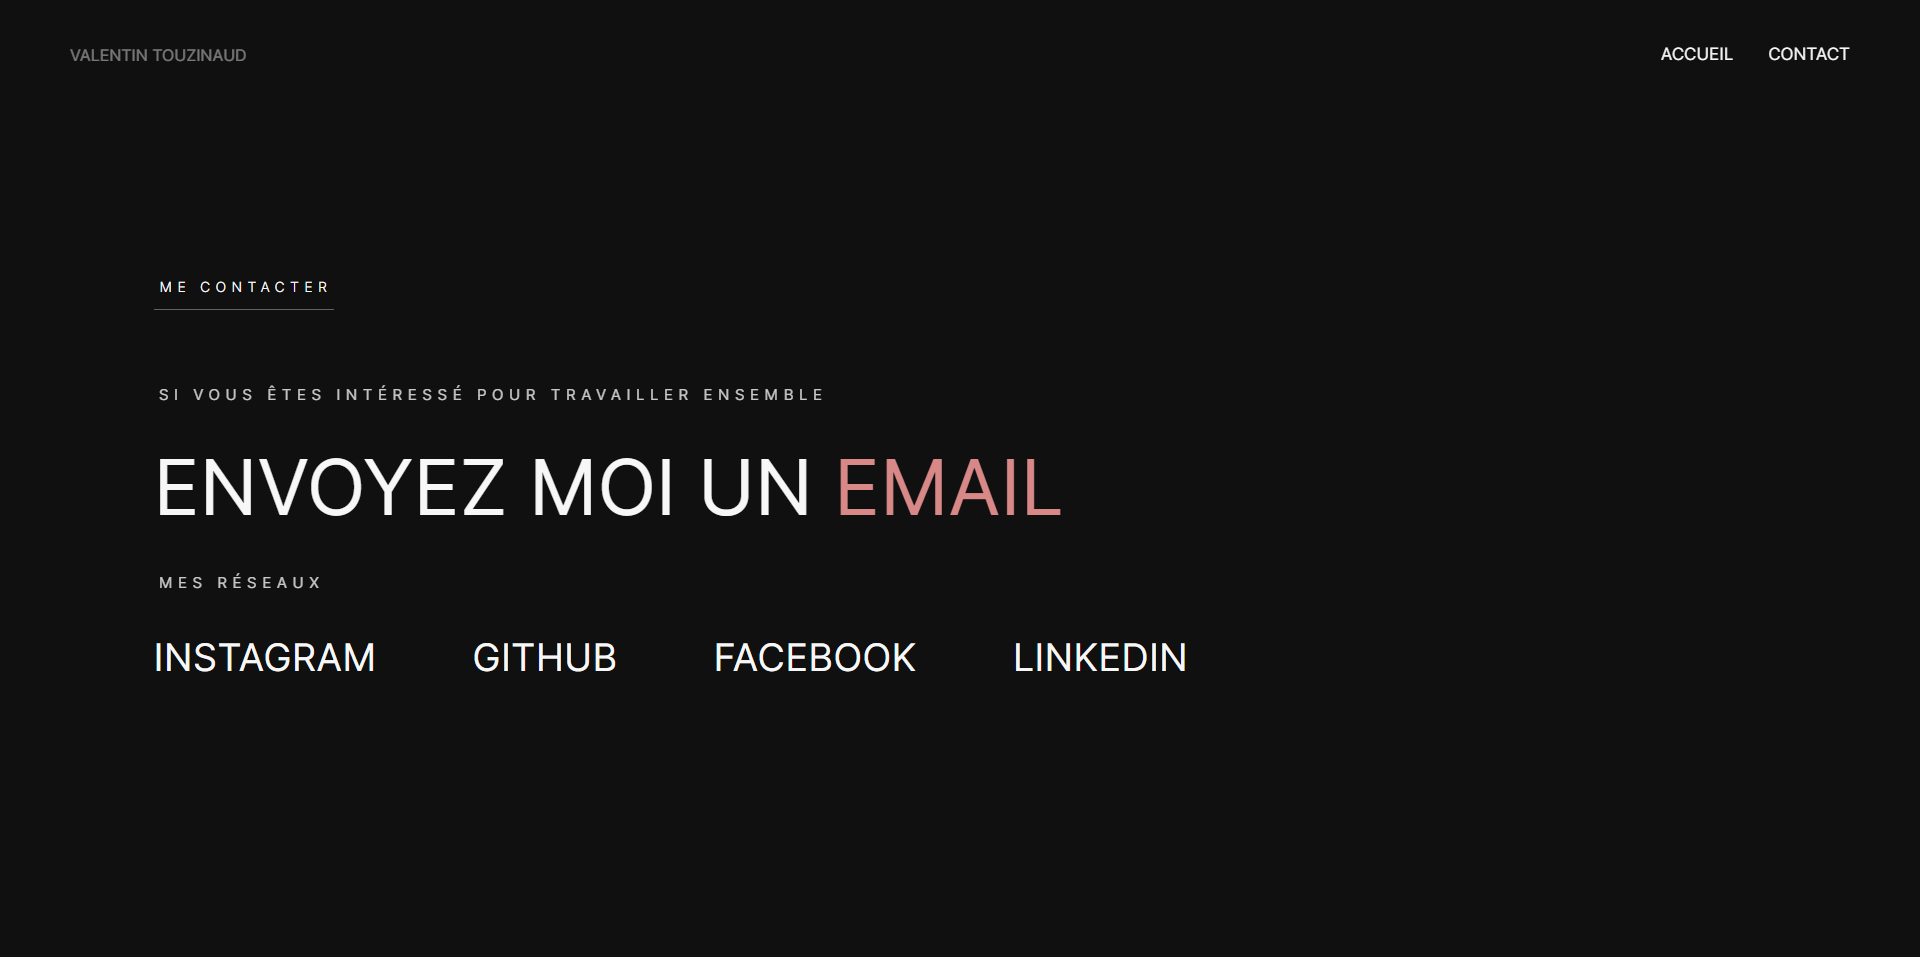 VALENTIN TOUZINAUD
ACCUEIL CONTACT
ME CONTACTER
SI VOUS ÊTES INTÉRESSÉ POUR TRAVAILLER ENSEMBLE
ENVOYEZ MOI UN EMAIL
MES RÉSEAUX
INSTAGRAM GITHUB FACEBOOK LINKEDIN